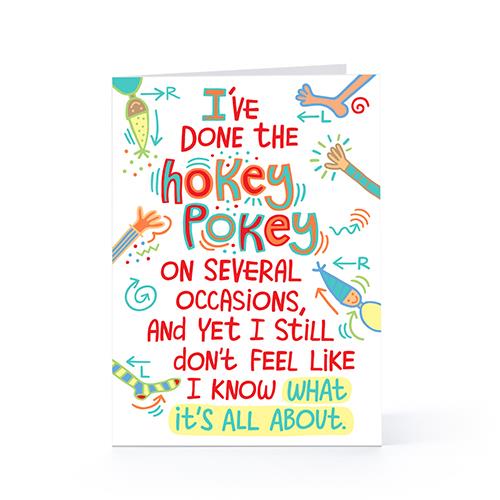 →R
I'VE
DONE THE
←L
hOKey
POKey
ON SEVERAL
←R
OCCASIONS,
AND YET I STiLL
←L
DON'T FEEL LiKE
I KNOW WHAT
iT'S ALL ABOUT.